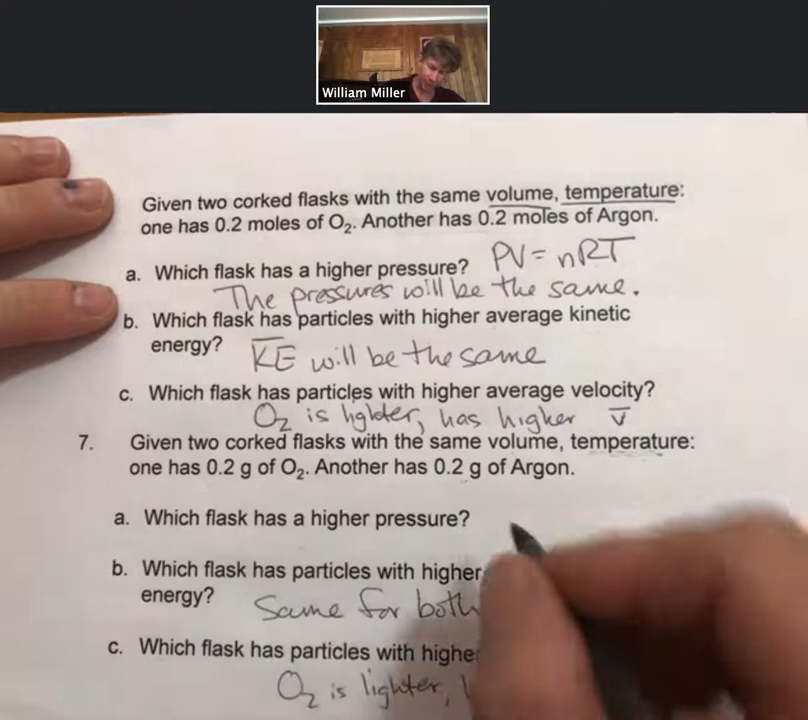 William Miller
Given two corked flasks with the same volume, temperature:
one has 0.2 moles of O₂. Another has 0.2 moles of Argon.
a. Which flask has a higher pressure? PV = nRT
The pressures will be the same.
b. Which flask has particles with higher average kinetic
energy? K̅E̅ will be the same
c. Which flask has particles with higher average velocity?
O₂ is lighter, has higher v̅
7. Given two corked flasks with the same volume, temperature:
one has 0.2 g of O₂. Another has 0.2 g of Argon.
a. Which flask has a higher pressure?
b. Which flask has particles with higher
energy? Same for both
c. Which flask has particles with highe
O₂ is lighter,